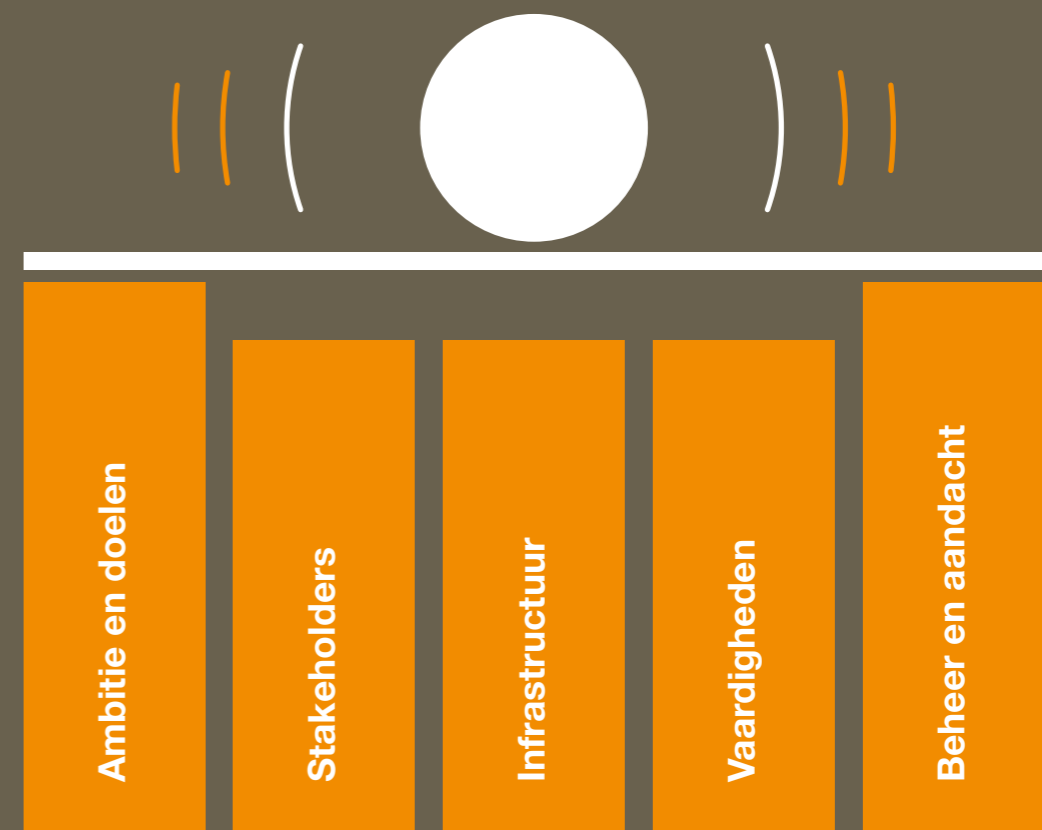 Ambitie en doelen
Stakeholders
Infrastructuur
Vaardigheden
Beheer en aandacht